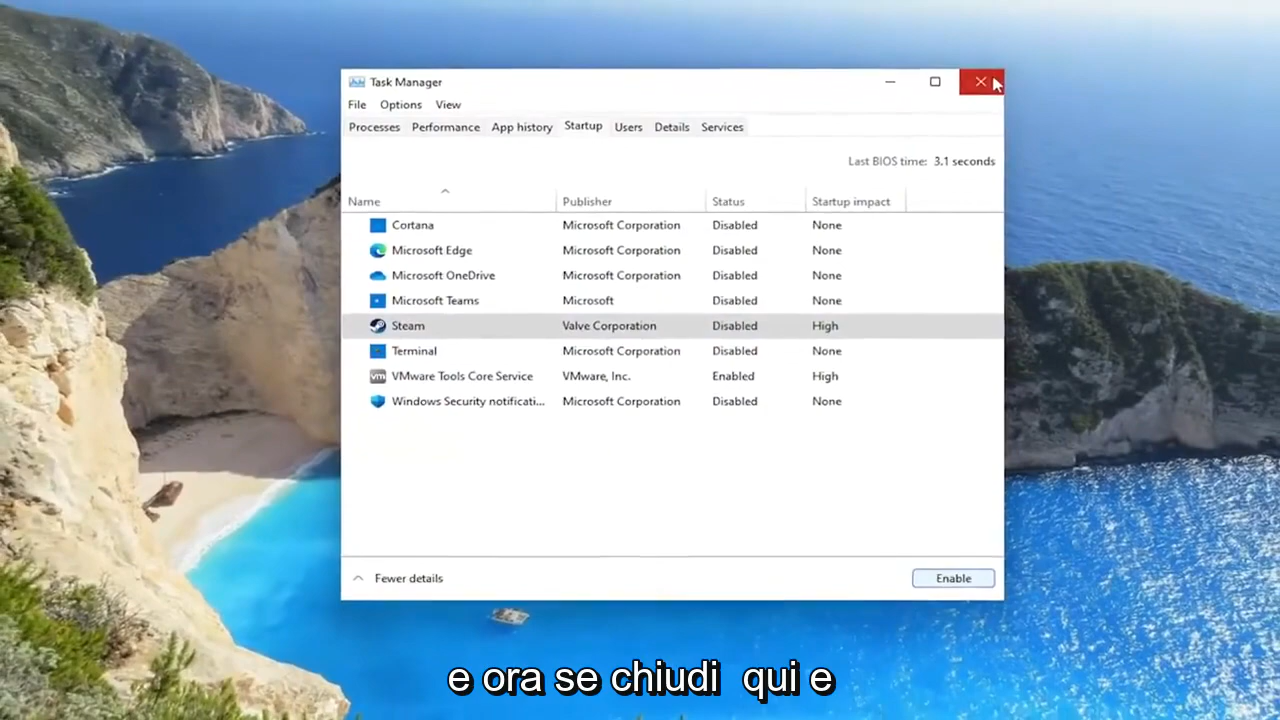 Task Manager
File Options View
Processes Performance App history Startup Users Details Services
Last BIOS time: 3.1 seconds
Name Publisher Status Startup impact
Cortana Microsoft Corporation Disabled None
Microsoft Edge Microsoft Corporation Disabled None
Microsoft OneDrive Microsoft Corporation Disabled None
Microsoft Teams Microsoft Disabled None
Steam Valve Corporation Disabled High
Terminal Microsoft Corporation Disabled None
vm VMware Tools Core Service VMware, Inc. Enabled High
Windows Security notificati... Microsoft Corporation Disabled None
Fewer details Enable
e ora se chiudi qui e